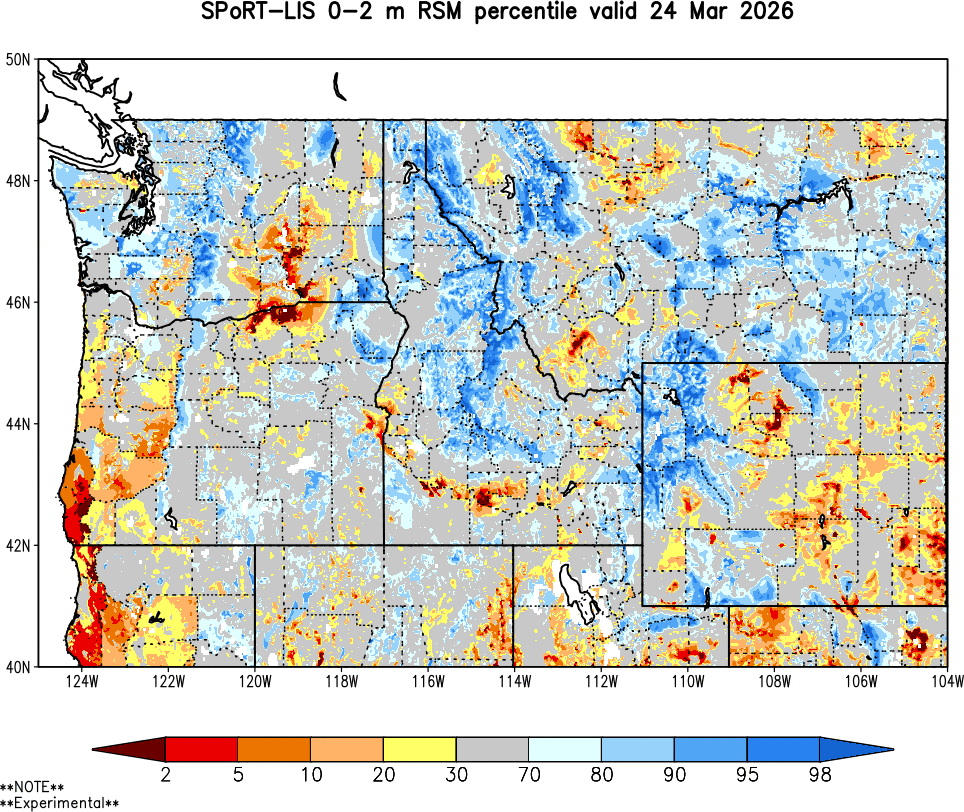 SPoRT-LIS 0-2 m RSM percentile valid 24 Mar 2026
50N
48N
46N
44N
42N
40N
124W 122W 120W 118W 116W 114W 112W 110W 108W 106W 104W
2 5 10 20 30 70 80 90 95 98
**NOTE**
**Experimental**